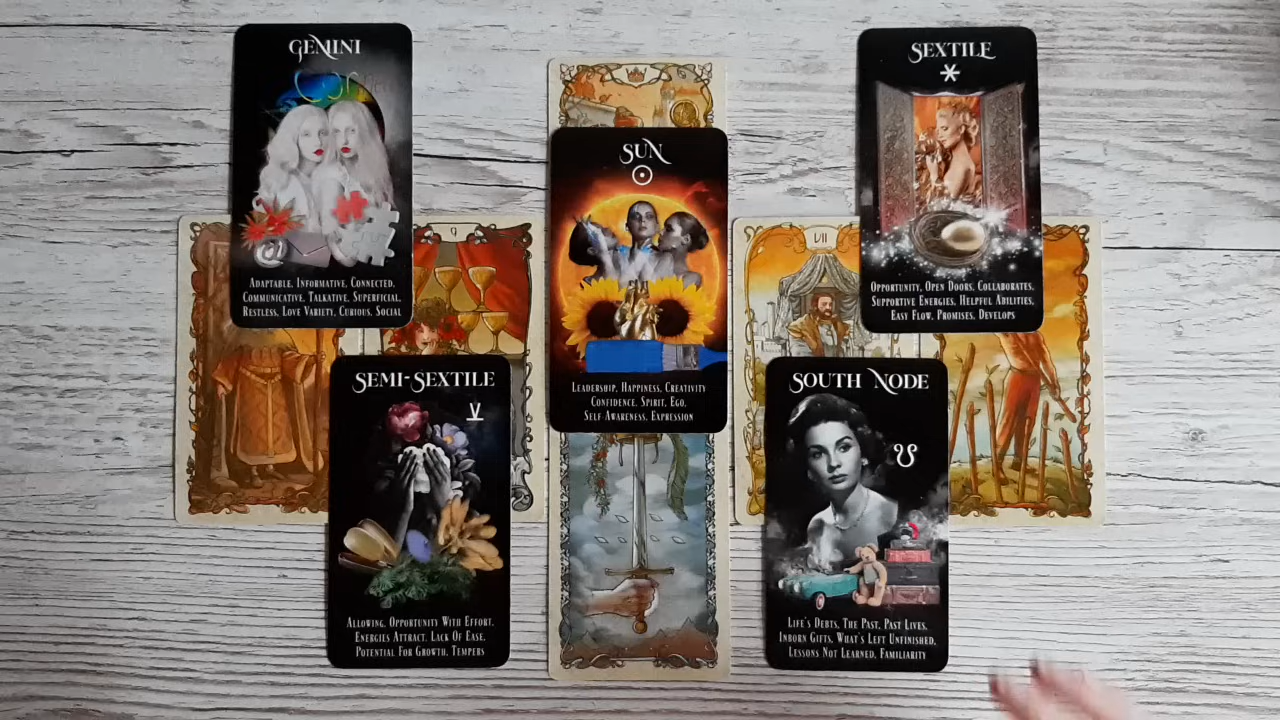 GEMINI
ADAPTABLE, INFORMATIVE, CONNECTED,
COMMUNICATIVE, TALKATIVE, SUPERFICIAL,
RESTLESS, LOVE VARIETY, CURIOUS, SOCIAL
SUN
LEADERSHIP, HAPPINESS, CREATIVITY
CONFIDENCE, SPIRIT, EGO,
SELF AWARENESS, EXPRESSION
SEXTILE
OPPORTUNITY, OPEN DOORS, COLLABORATES,
SUPPORTIVE ENERGIES, HELPFUL ABILITIES,
EASY FLOW, PROMISES, DEVELOPS
VII
SEMI-SEXTILE
ALLOWING, OPPORTUNITY WITH EFFORT,
ENERGIES ATTRACT, LACK OF EASE,
POTENTIAL FOR GROWTH, TEMPERS
SOUTH NODE
LIFE'S DEBTS, THE PAST, PAST LIVES,
INBORN GIFTS, WHAT'S LEFT UNFINISHED,
LESSONS NOT LEARNED, FAMILIARITY